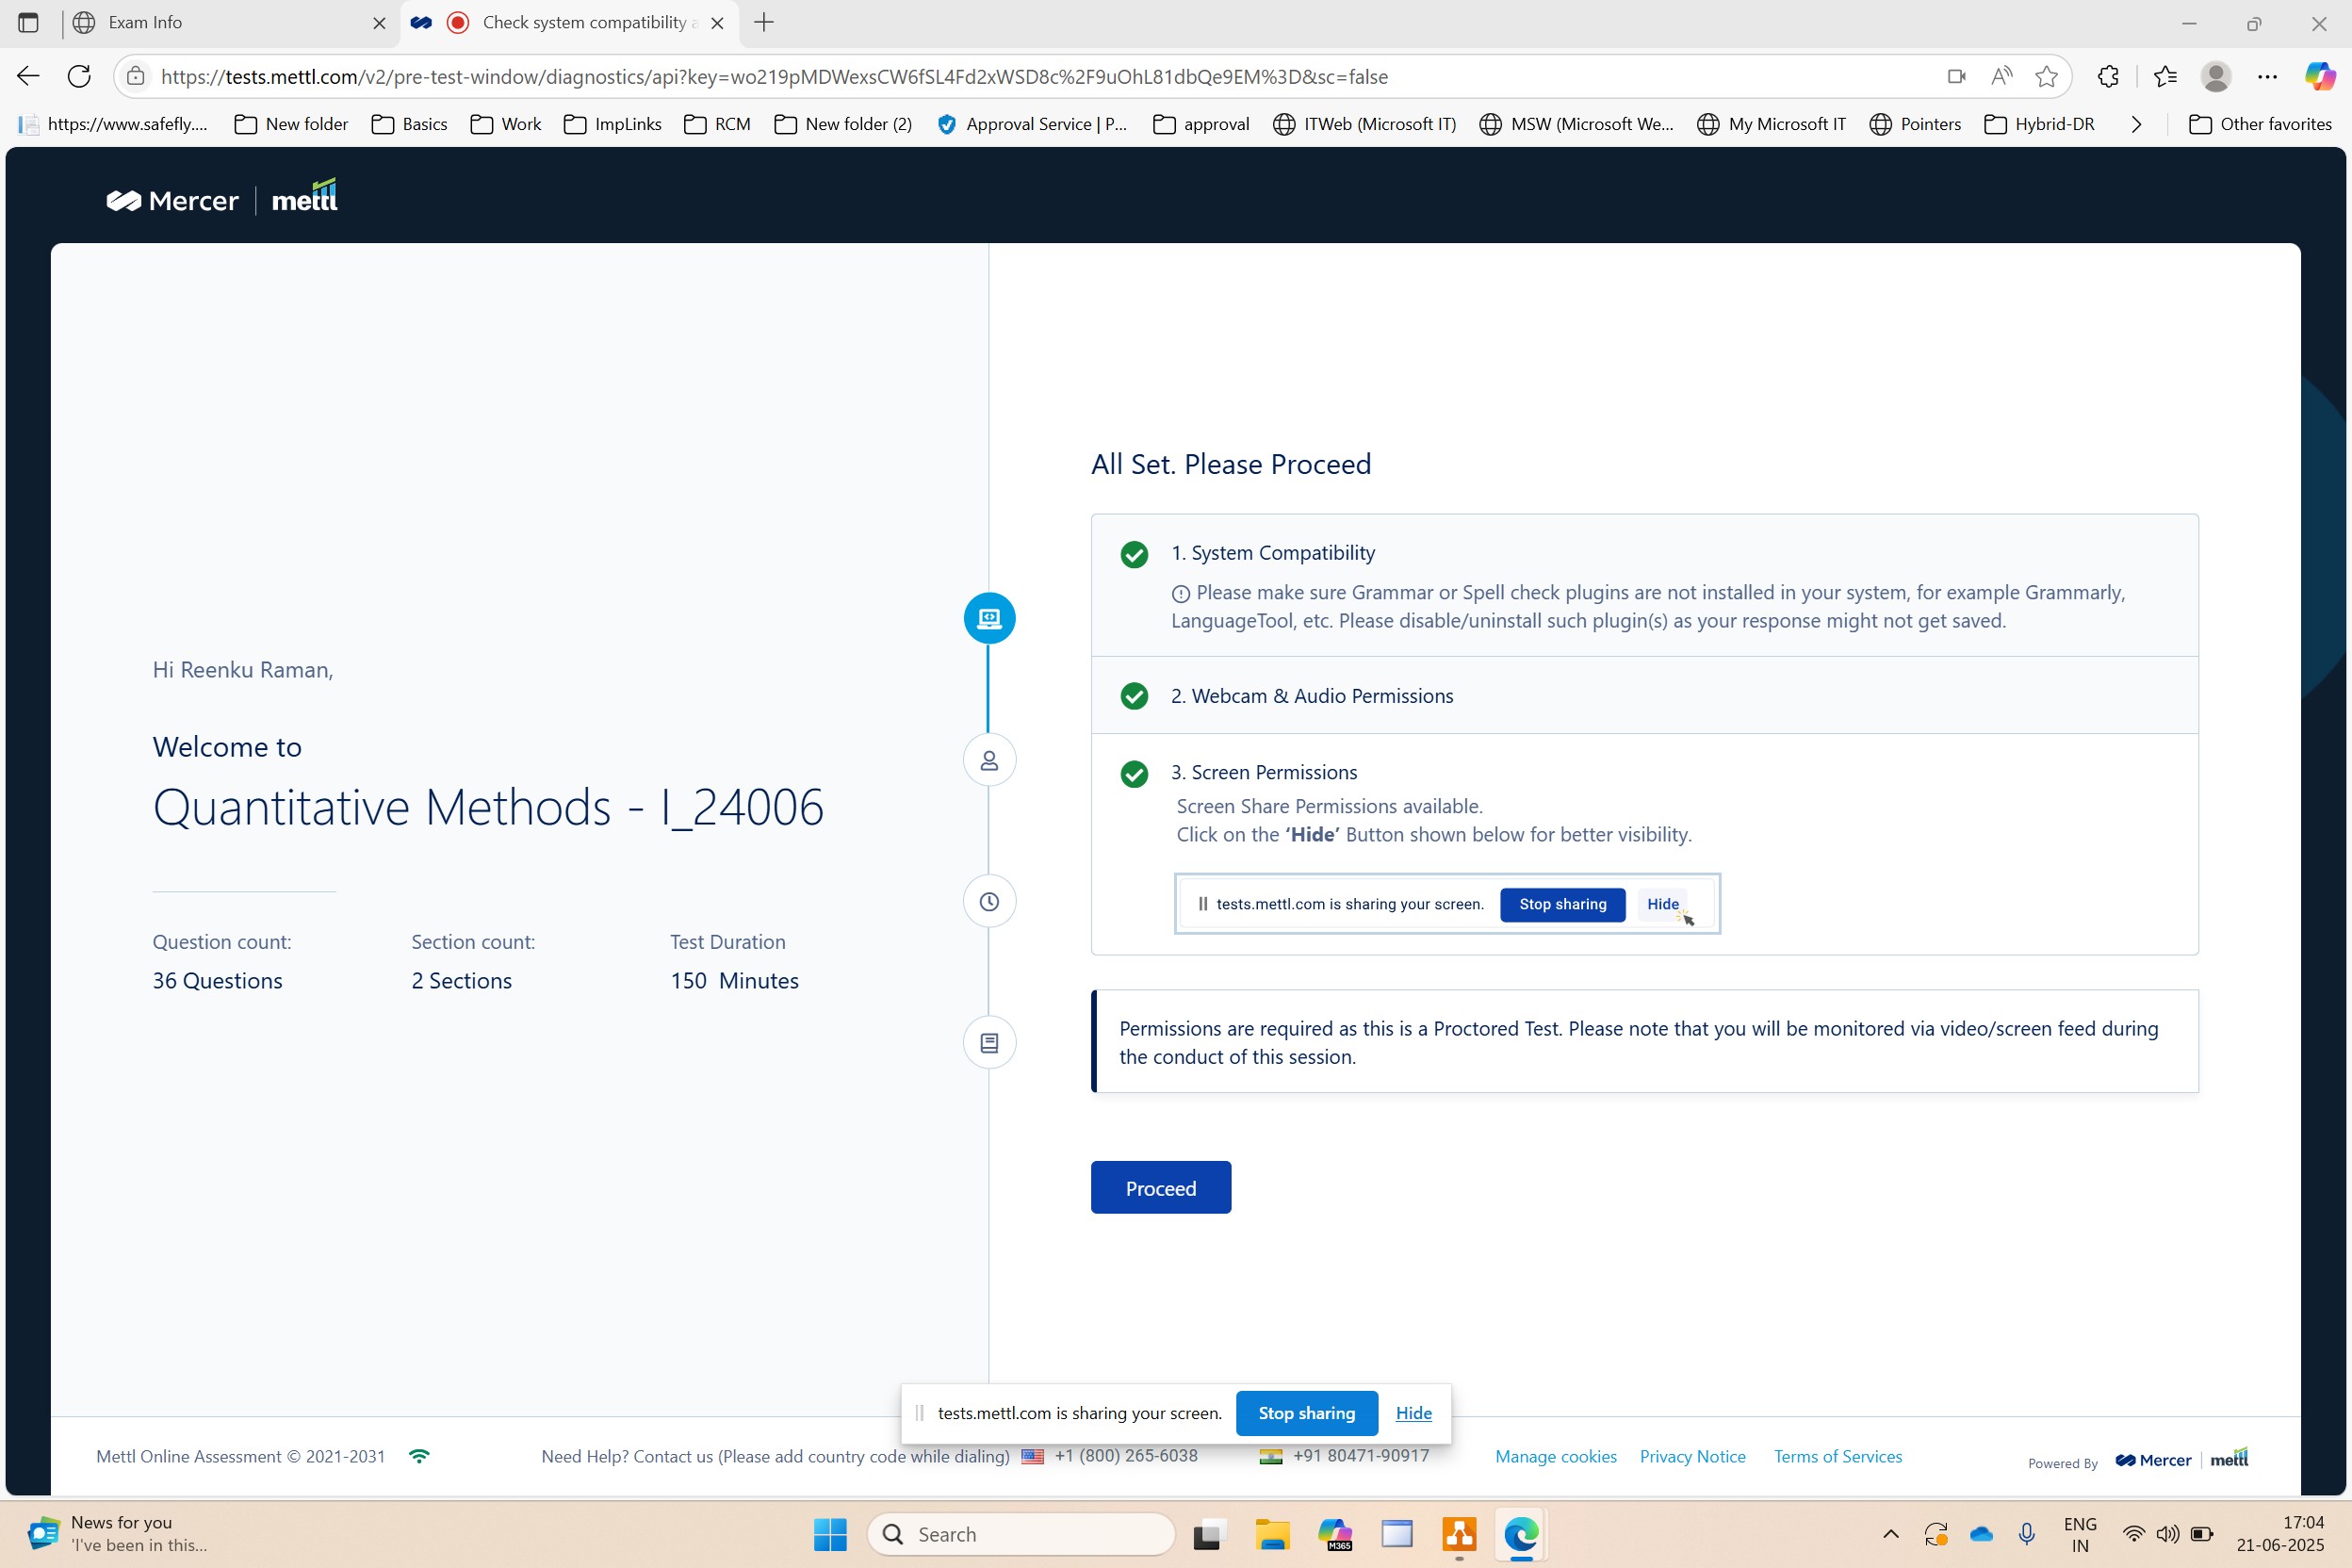 Exam Info
Check system compatibility a
https://tests.mettl.com/v2/pre-test-window/diagnostics/api?key=wo219pMDWexsCW6fSL4Fd2xWSD8c%2F9uOhL81dbQe9EM%3D&sc=false
https://www.safefly.... New folder Basics Work ImpLinks RCM New folder (2) Approval Service | P... approval ITWeb (Microsoft IT) MSW (Microsoft We... My Microsoft IT Pointers Hybrid-DR Other favorites
Mercer | mettl
Hi Reenku Raman,
Welcome to
Quantitative Methods - I_24006
Question count: Section count: Test Duration
36 Questions 2 Sections 150 Minutes
All Set. Please Proceed
1. System Compatibility
Please make sure Grammar or Spell check plugins are not installed in your system, for example Grammarly,
LanguageTool, etc. Please disable/uninstall such plugin(s) as your response might not get saved.
2. Webcam & Audio Permissions
3. Screen Permissions
Screen Share Permissions available.
Click on the ‘Hide’ Button shown below for better visibility.
tests.mettl.com is sharing your screen. Stop sharing Hide
Permissions are required as this is a Proctored Test. Please note that you will be monitored via video/screen feed during
the conduct of this session.
Proceed
tests.mettl.com is sharing your screen. Stop sharing Hide
Mettl Online Assessment © 2021-2031 Need Help? Contact us (Please add country code while dialing) +1 (800) 265-6038 +91 80471-90917 Manage cookies Privacy Notice Terms of Services Powered By Mercer | mettl
News for you
'I've been in this...
Search
M365
ENG
IN
17:04
21-06-2025